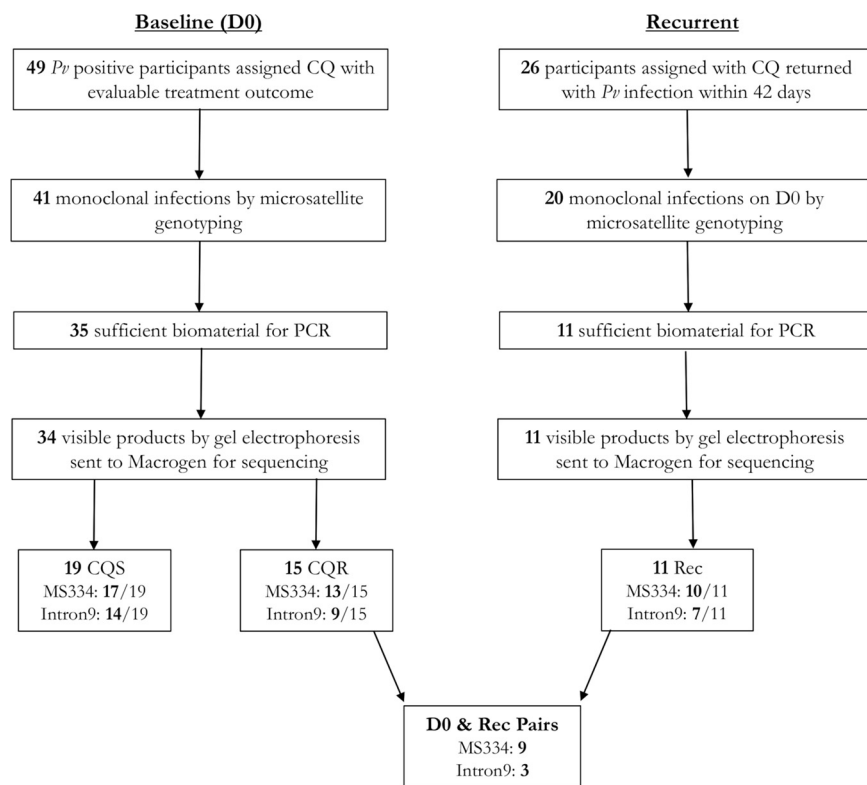 Baseline (D0)
49 Pv positive participants assigned CQ with
evaluable treatment outcome
41 monoclonal infections by microsatellite
genotyping
35 sufficient biomaterial for PCR
34 visible products by gel electrophoresis
sent to Macrogen for sequencing
19 CQS
MS334: 17/19
Intron9: 14/19
15 CQR
MS334: 13/15
Intron9: 9/15
Recurrent
26 participants assigned with CQ returned
with Pv infection within 42 days
20 monoclonal infections on D0 by
microsatellite genotyping
11 sufficient biomaterial for PCR
11 visible products by gel electrophoresis
sent to Macrogen for sequencing
11 Rec
MS334: 10/11
Intron9: 7/11
D0 & Rec Pairs
MS334: 9
Intron9: 3